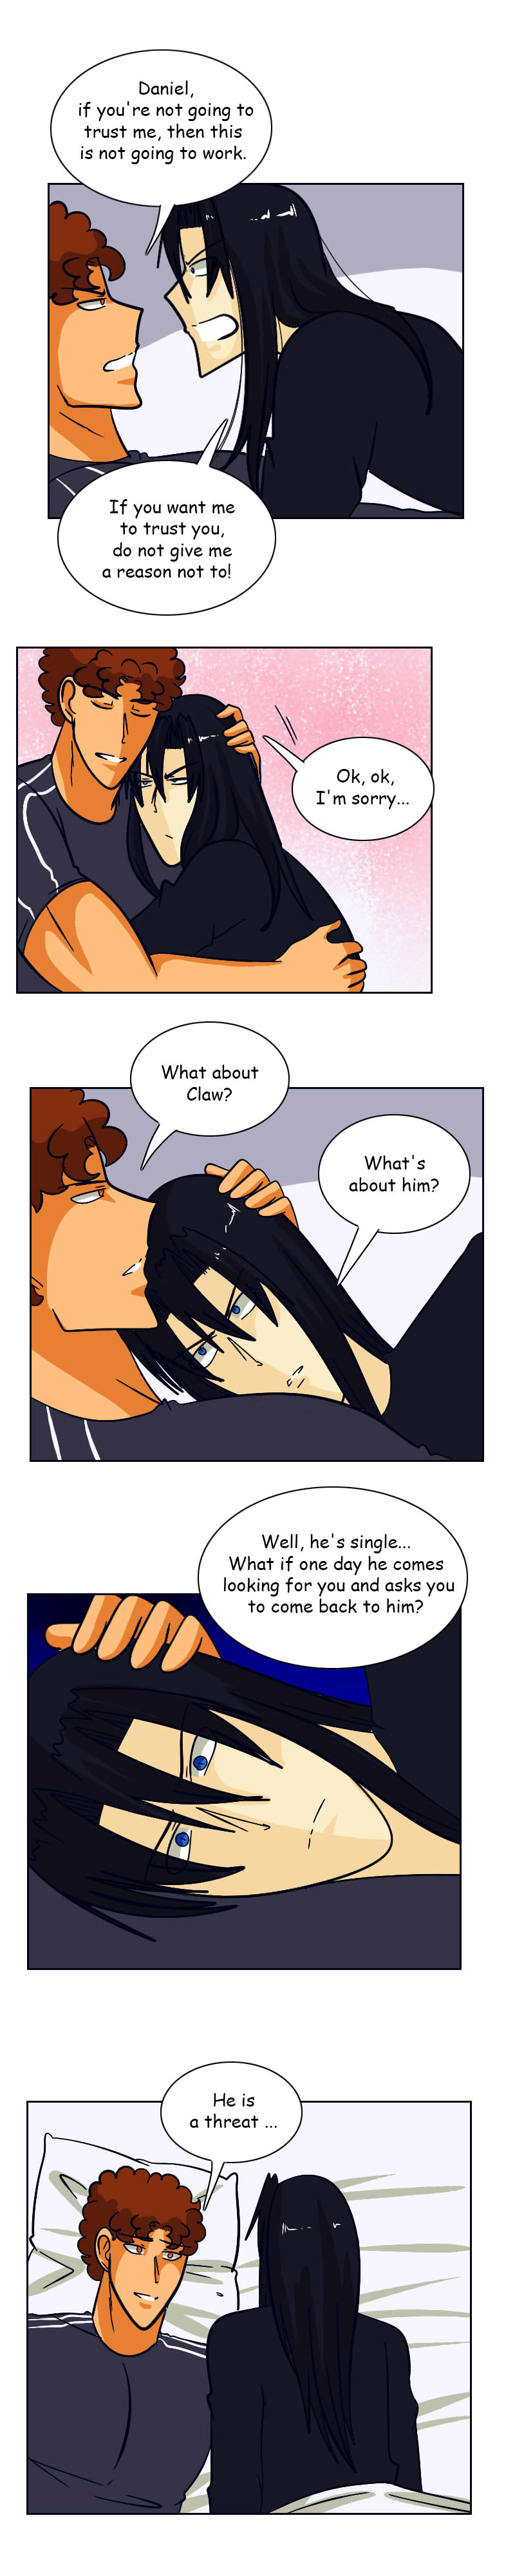 Daniel,
if you're not going to
trust me, then this
is not going to work.
If you want me
to trust you,
do not give me
a reason not to!
Ok, ok,
I'm sorry...
What about
Claw?
What's
about him?
Well, he's single...
What if one day he comes
looking for you and asks you
to come back to him?
He is
a threat ...